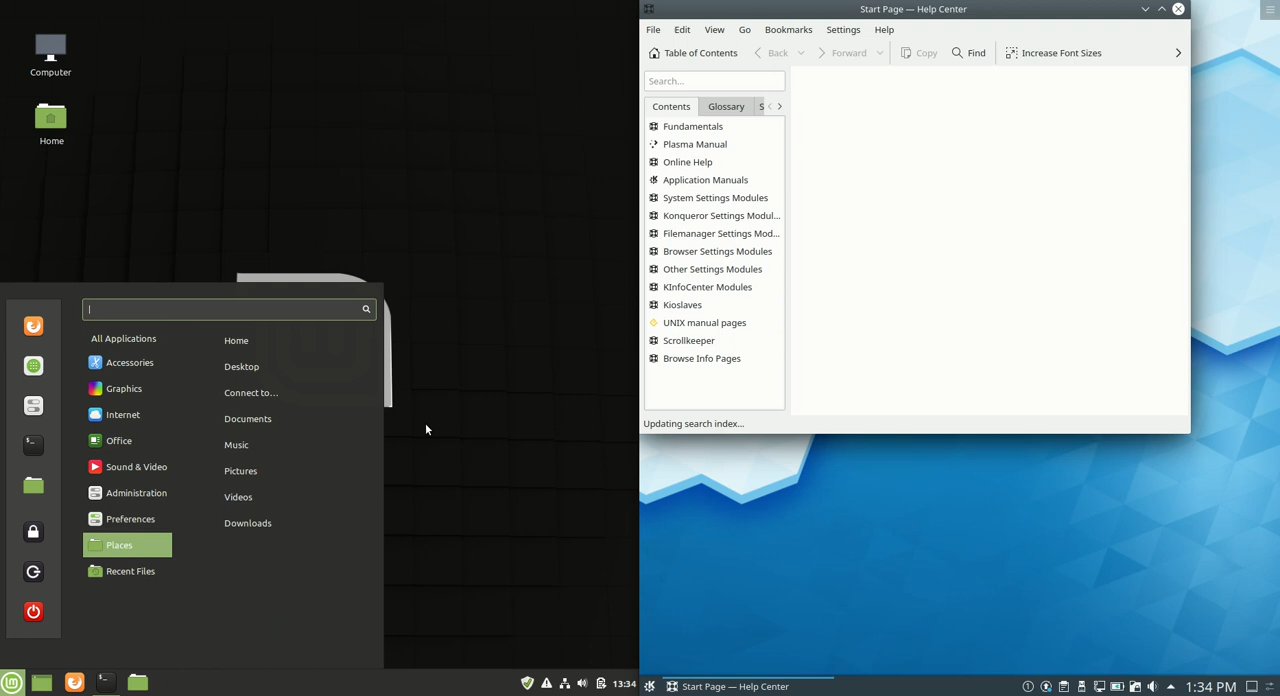 Computer
Home
All Applications
Accessories
Graphics
Internet
Office
Sound & Video
Administration
Preferences
Places
Recent Files
Home
Desktop
Connect to...
Documents
Music
Pictures
Videos
Downloads
13:34
Start Page — Help Center
File Edit View Go Bookmarks Settings Help
Table of Contents Back Forward Copy Find Increase Font Sizes
Search...
Contents Glossary S
Fundamentals
Plasma Manual
Online Help
Application Manuals
System Settings Modules
Konqueror Settings Modul...
Filemanager Settings Mod...
Browser Settings Modules
Other Settings Modules
KInfoCenter Modules
Kioslaves
UNIX manual pages
Scrollkeeper
Browse Info Pages
Updating search index...
Start Page — Help Center
1:34 PM